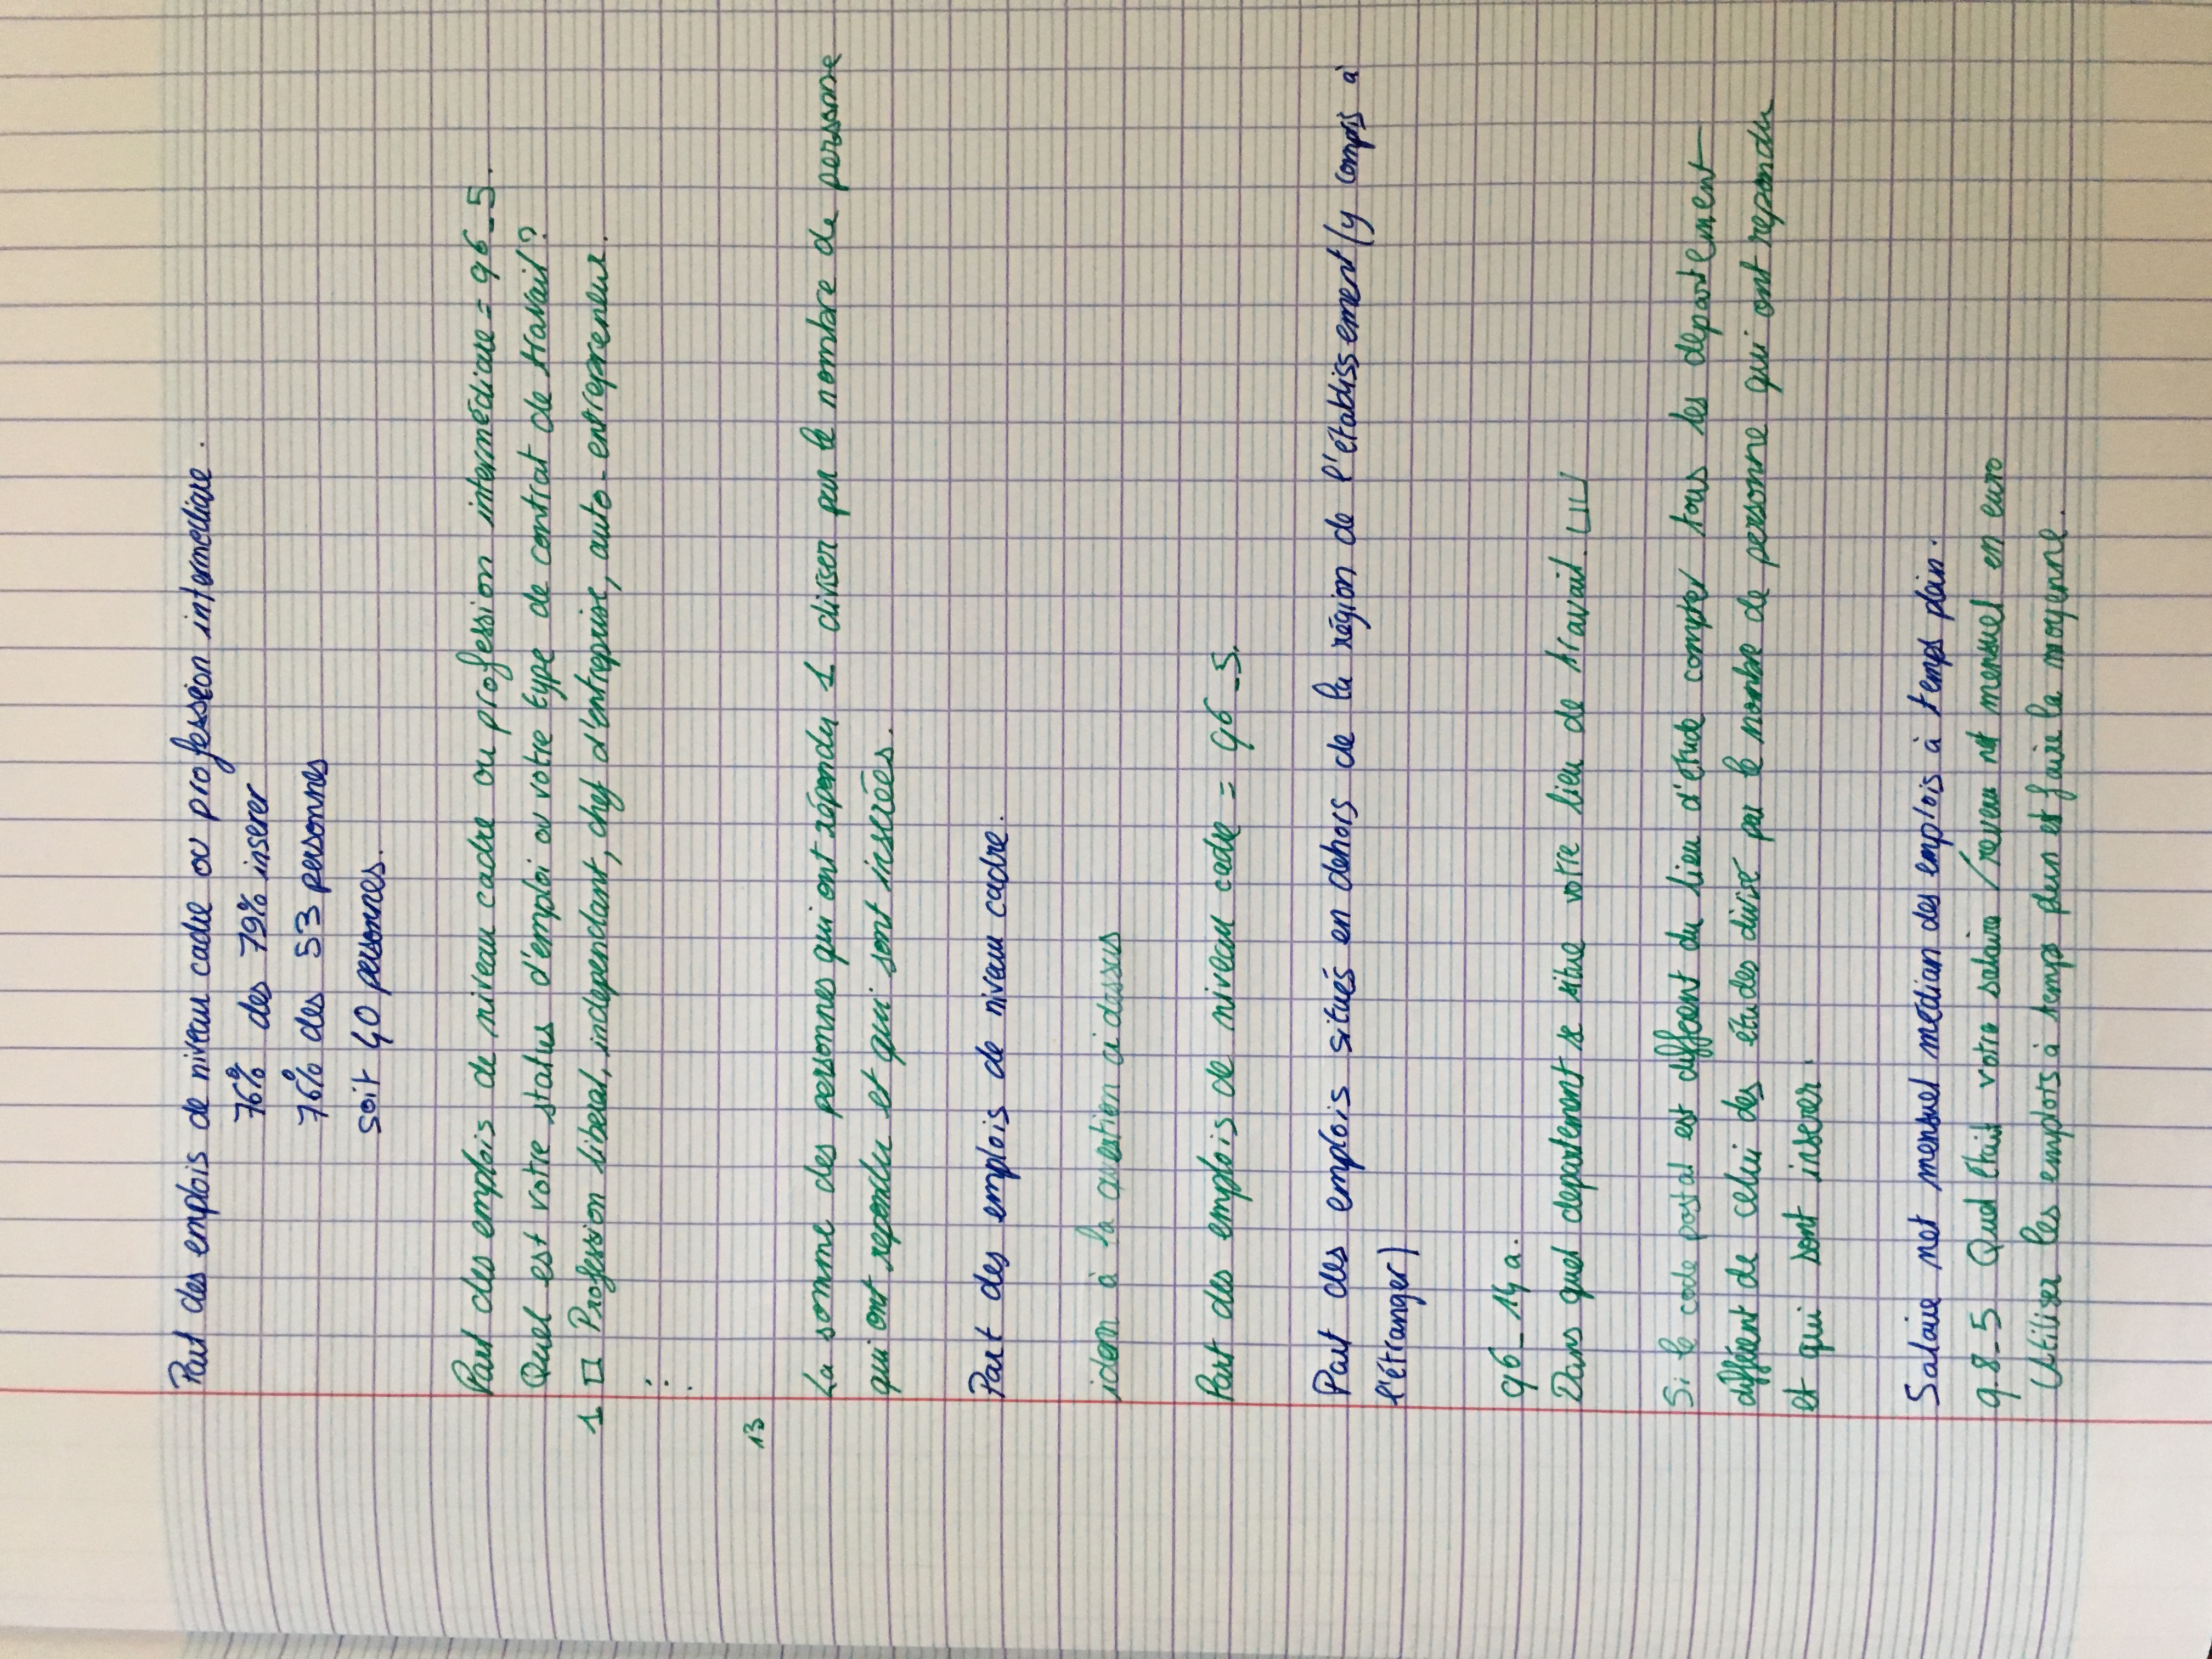 Part des emplois de niveau cadre ou profession intermédiaire.
76% des 79% inserer
76% des 53 personnes
soit 40 personnes.
Part des emplois de niveau cadre ou profession intermédiaire = q6_5.
Quel est votre status d'emploi ou votre type de contrat de travail?
1 □ Profession libéral, independant, chef d'entreprise, auto-entrepreneur.
⋮
13
La somme des personnes qui ont répondu 1 diviser par le nombre de personne
qui ont repondu et qui sont insérées.
Part des emplois de niveau cadre.
idem à la question ci dessus
Part des emplois de niveau cadre = q6_5.
Part des emplois situés en dehors de la région de l'établissement (y compris à
l'étranger)
q6_14a.
Dans quel departement se situe votre lieu de travail. |_|_|
Si le code postal est different du lieu d'étude compter tous les departement
différent de celui des études divisé par le nombre de personne qui ont repondu
et qui sont inserer.
Salaire net mensuel médian des emplois à temps plein.
q.8_5 Quel était votre salaire/revenu net mensuel en euro
Utiliser les emplois à temps plein et faire la moyenne.